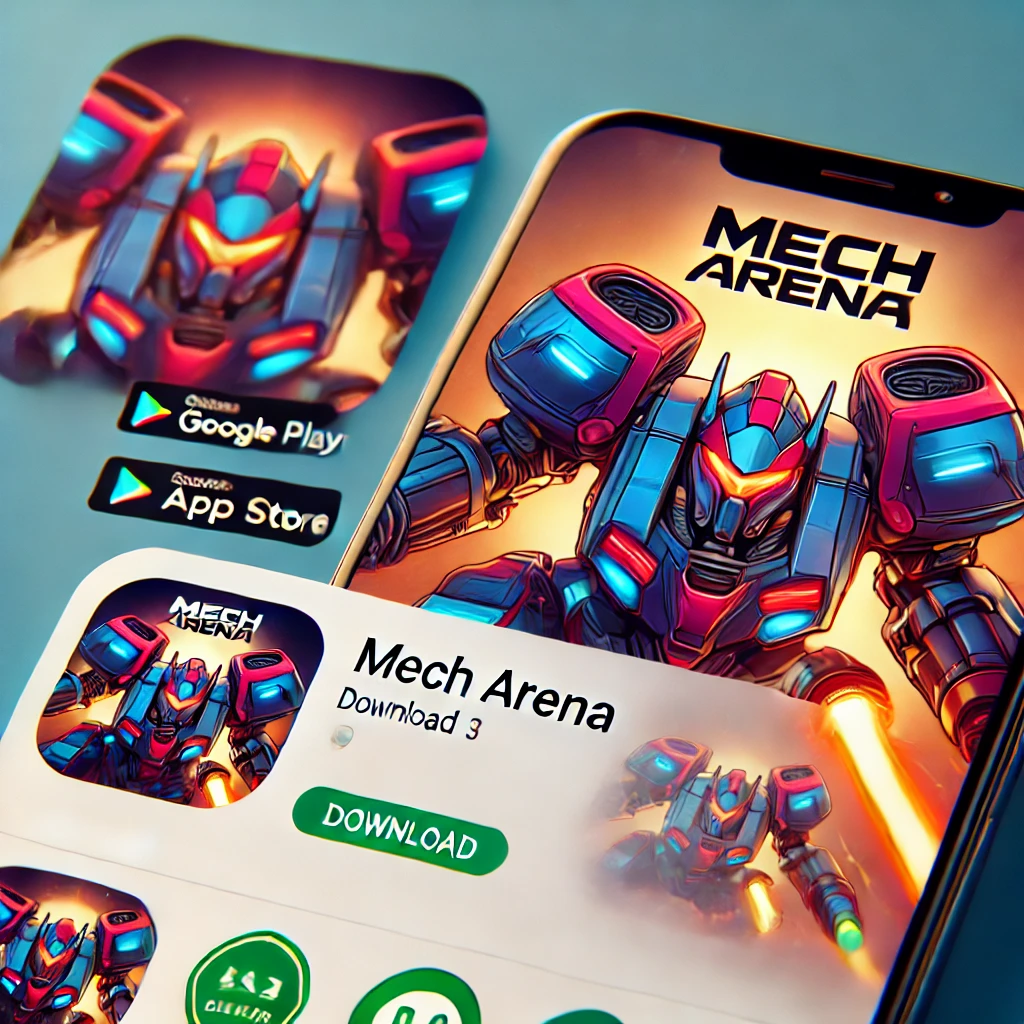 MECH
ARENA
Google Play
App Store
MECH
ARENA
Mech Arena
Download 3
DOWNLOAD